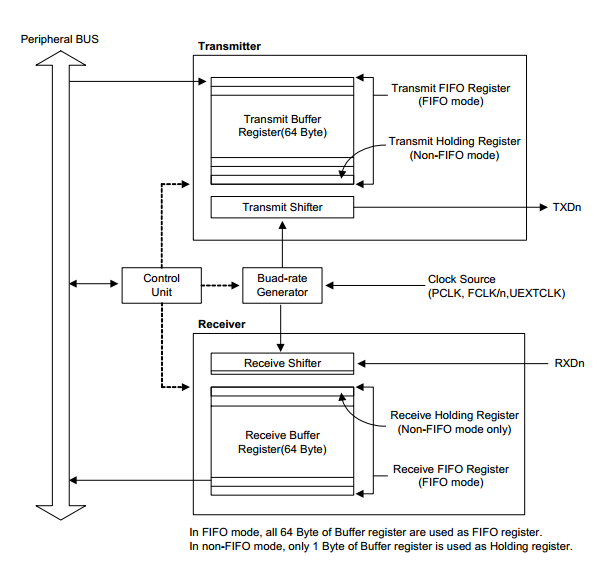 Peripheral BUS
Transmitter
Transmit Buffer
Register(64 Byte)
Transmit FIFO Register
(FIFO mode)
Transmit Holding Register
(Non-FIFO mode)
Transmit Shifter
TXDn
Control
Unit
Buad-rate
Generator
Clock Source
(PCLK, FCLK/n,UEXTCLK)
Receiver
Receive Shifter
RXDn
Receive Holding Register
(Non-FIFO mode only)
Receive Buffer
Register(64 Byte)
Receive FIFO Register
(FIFO mode)
In FIFO mode, all 64 Byte of Buffer register are used as FIFO register.
In non-FIFO mode, only 1 Byte of Buffer register is used as Holding register.